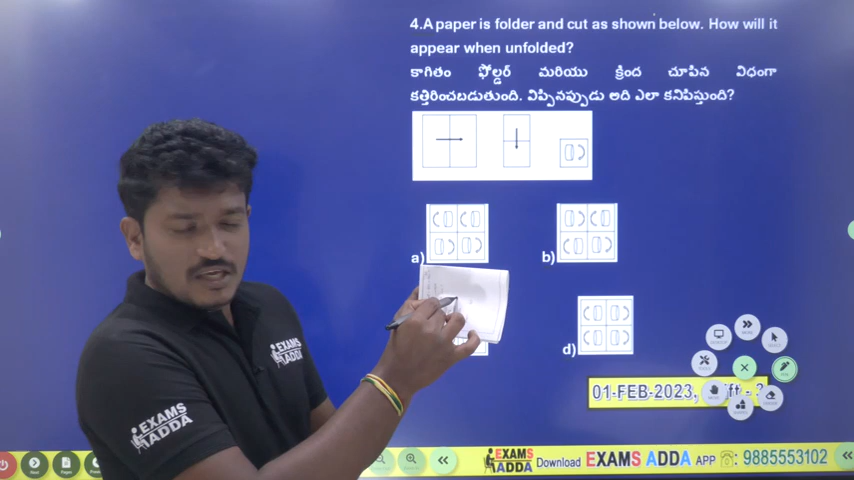 4.A paper is folder and cut as shown below. How will it
appear when unfolded?
కాగితం ఫోల్డర్ మరియు క్రింద చూపిన విధంగా
కత్తిరించబడుతుంది. విప్పినప్పుడు అది ఎలా కనిపిస్తుంది?
a)
b)
d)
01-FEB-2023,
EXAMS
ADDA
EXAMS
ADDA
EXAMS
ADDA
Download EXAMS ADDA APP ☎: 9885553102